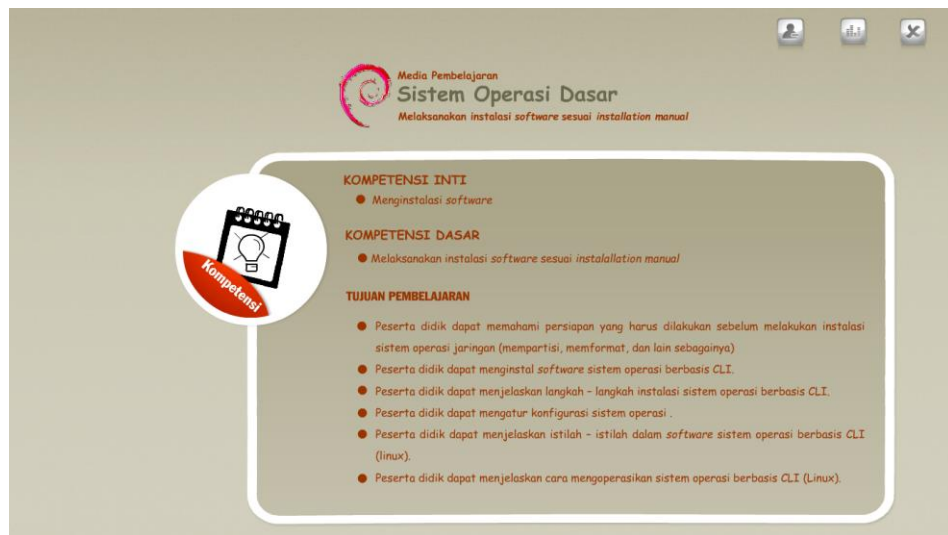 Media Pembelajaran
Sistem Operasi Dasar
Melaksanakan instalasi software sesuai installation manual
KOMPETENSI INTI
Menginstalasi software
KOMPETENSI DASAR
Melaksanakan instalasi software sesuai instalallation manual
Kompetensi
TUJUAN PEMBELAJARAN
Peserta didik dapat memahami persiapan yang harus dilakukan sebelum melakukan instalasi
sistem operasi jaringan (mempartisi, memformat, dan lain sebagainya)
Peserta didik dapat menginstal software sistem operasi berbasis CLI.
Peserta didik dapat menjelaskan langkah – langkah instalasi sistem operasi berbasis CLI.
Peserta didik dapat mengatur konfigurasi sistem operasi .
Peserta didik dapat menjelaskan istilah – istilah dalam software sistem operasi berbasis CLI
(linux).
Peserta didik dapat menjelaskan cara mengoperasikan sistem operasi berbasis CLI (Linux).